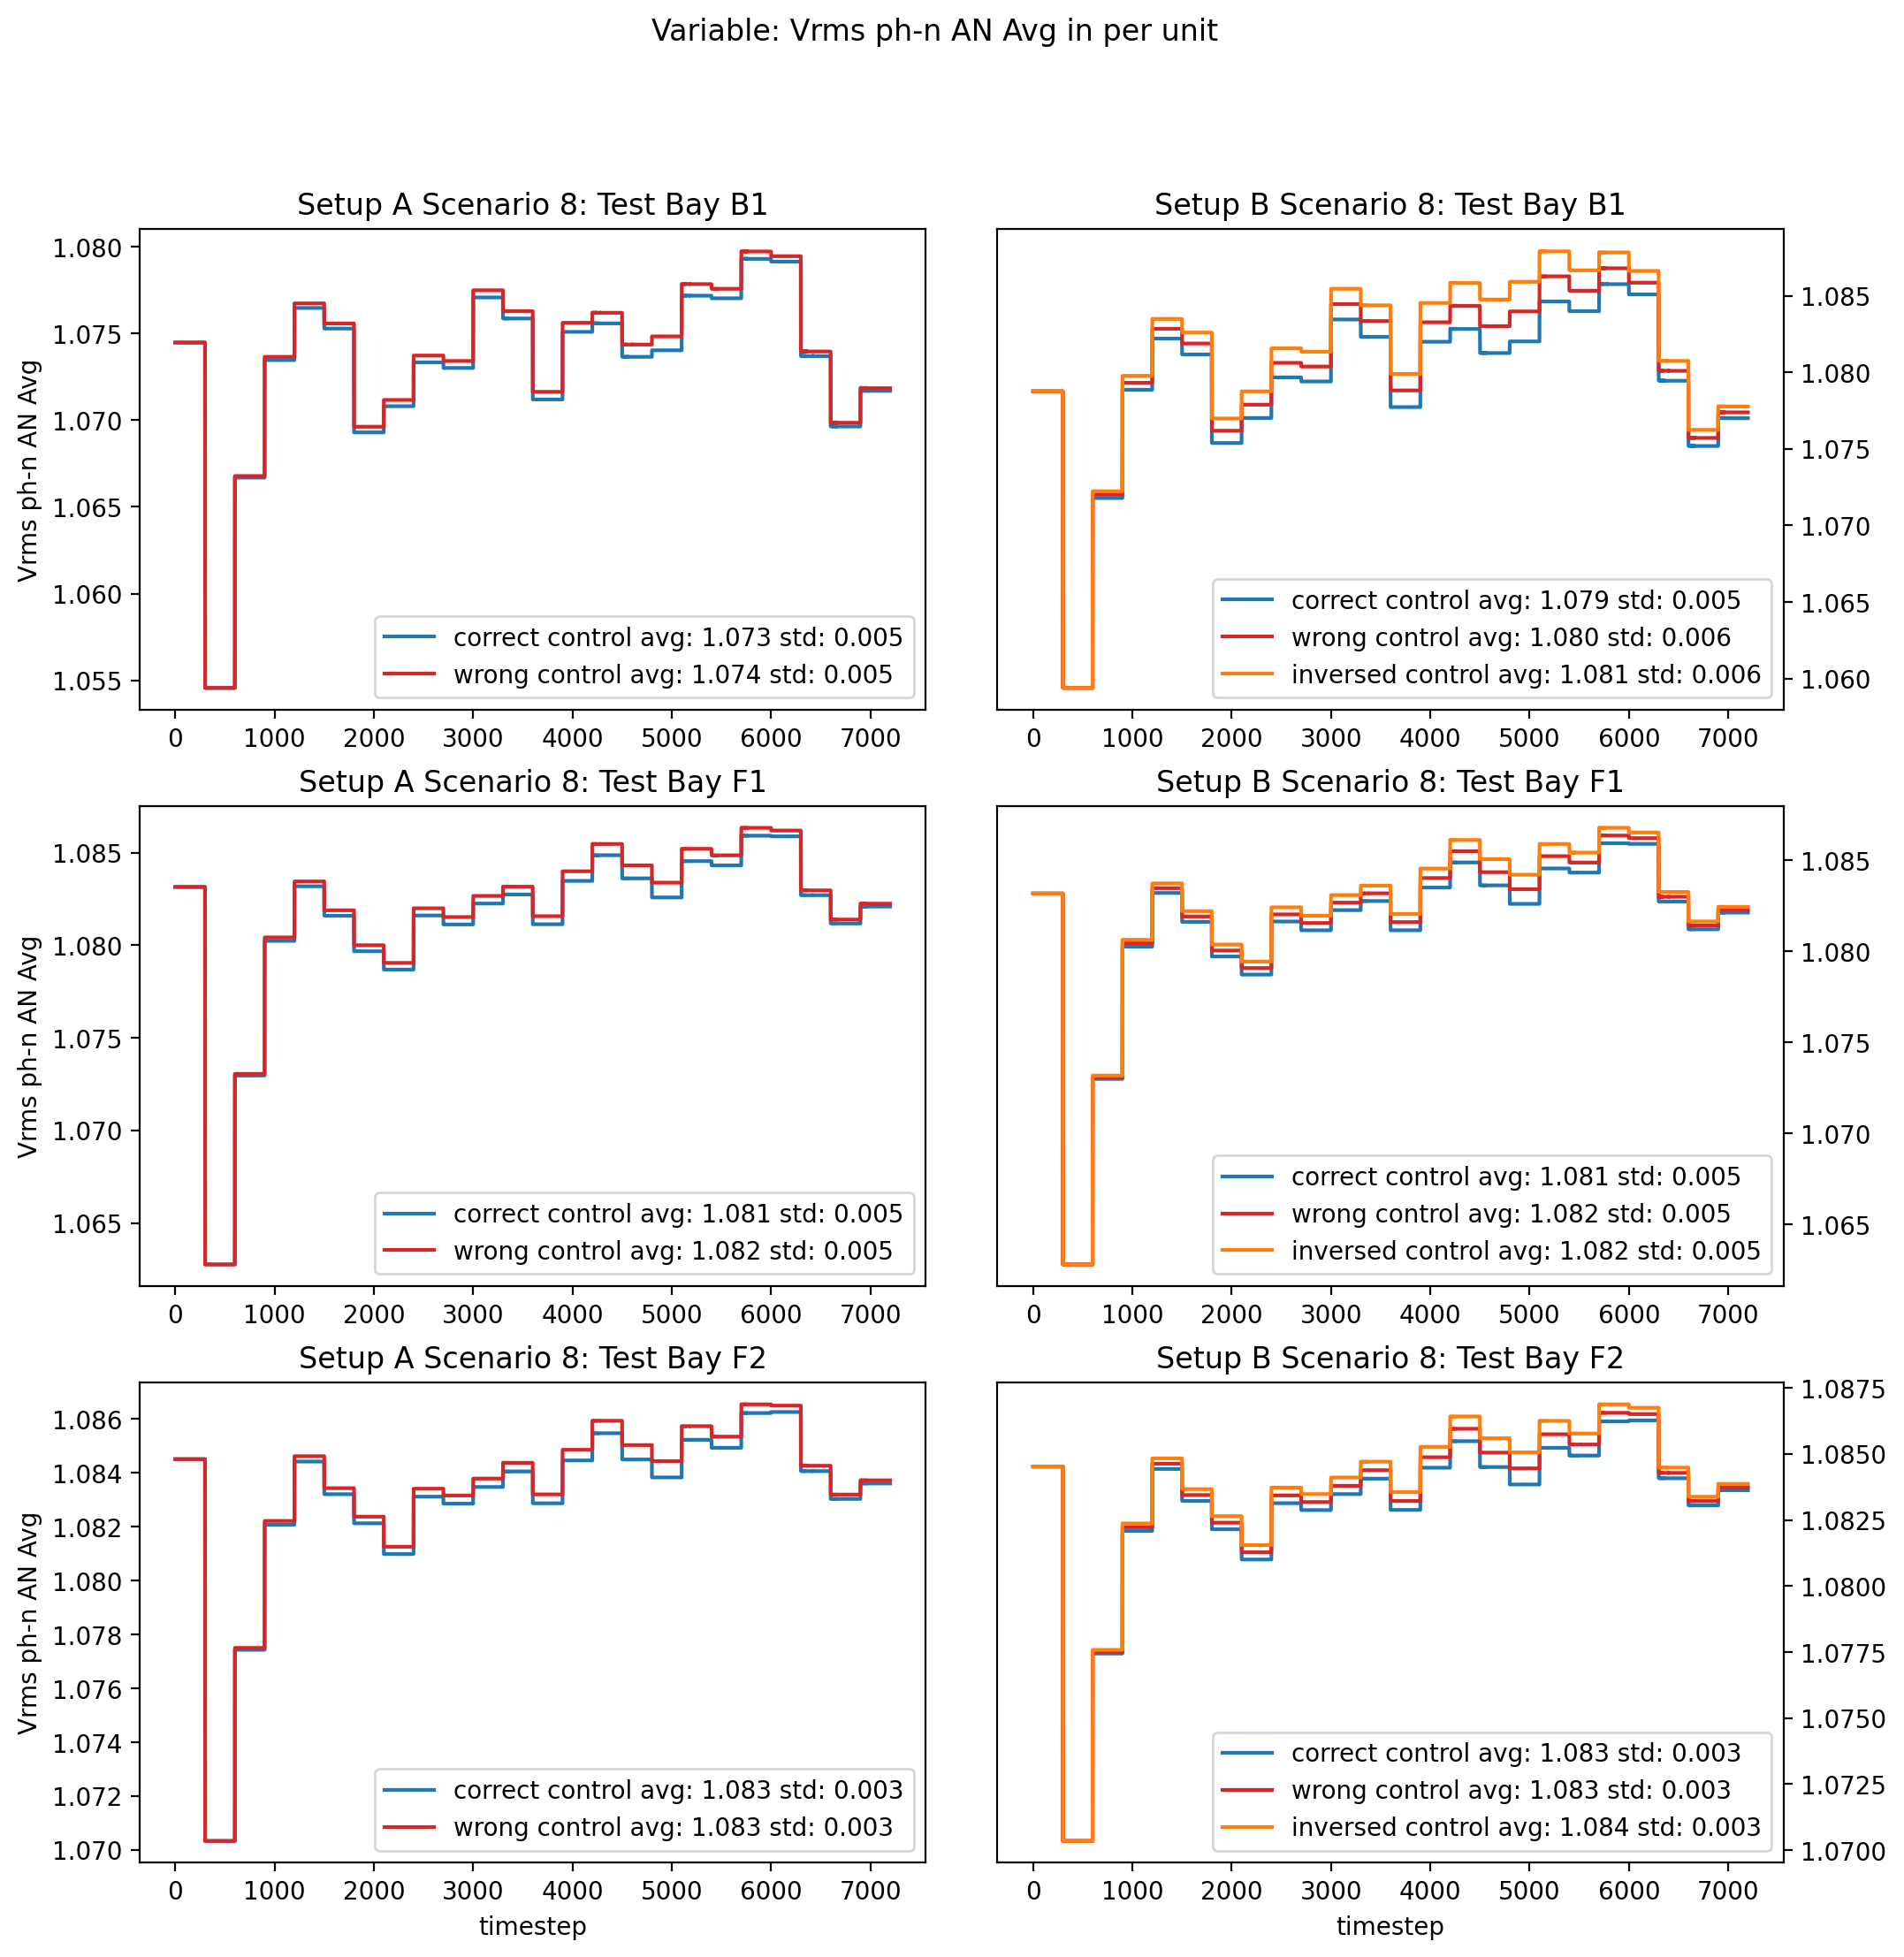 Variable: Vrms ph-n AN Avg in per unit
Setup A Scenario 8: Test Bay B1
Vrms ph-n AN Avg
1.080
1.075
1.070
1.065
1.060
1.055
correct control avg: 1.073 std: 0.005
wrong control avg: 1.074 std: 0.005
0 1000 2000 3000 4000 5000 6000 7000
Setup B Scenario 8: Test Bay B1
1.085
1.080
1.075
1.070
1.065
1.060
correct control avg: 1.079 std: 0.005
wrong control avg: 1.080 std: 0.006
inversed control avg: 1.081 std: 0.006
0 1000 2000 3000 4000 5000 6000 7000
Setup A Scenario 8: Test Bay F1
Vrms ph-n AN Avg
1.085
1.080
1.075
1.070
1.065
correct control avg: 1.081 std: 0.005
wrong control avg: 1.082 std: 0.005
0 1000 2000 3000 4000 5000 6000 7000
Setup B Scenario 8: Test Bay F1
1.085
1.080
1.075
1.070
1.065
correct control avg: 1.081 std: 0.005
wrong control avg: 1.082 std: 0.005
inversed control avg: 1.082 std: 0.005
0 1000 2000 3000 4000 5000 6000 7000
Setup A Scenario 8: Test Bay F2
Vrms ph-n AN Avg
1.086
1.084
1.082
1.080
1.078
1.076
1.074
1.072
1.070
correct control avg: 1.083 std: 0.003
wrong control avg: 1.083 std: 0.003
0 1000 2000 3000 4000 5000 6000 7000
timestep
Setup B Scenario 8: Test Bay F2
1.0875
1.0850
1.0825
1.0800
1.0775
1.0750
1.0725
1.0700
correct control avg: 1.083 std: 0.003
wrong control avg: 1.083 std: 0.003
inversed control avg: 1.084 std: 0.003
0 1000 2000 3000 4000 5000 6000 7000
timestep